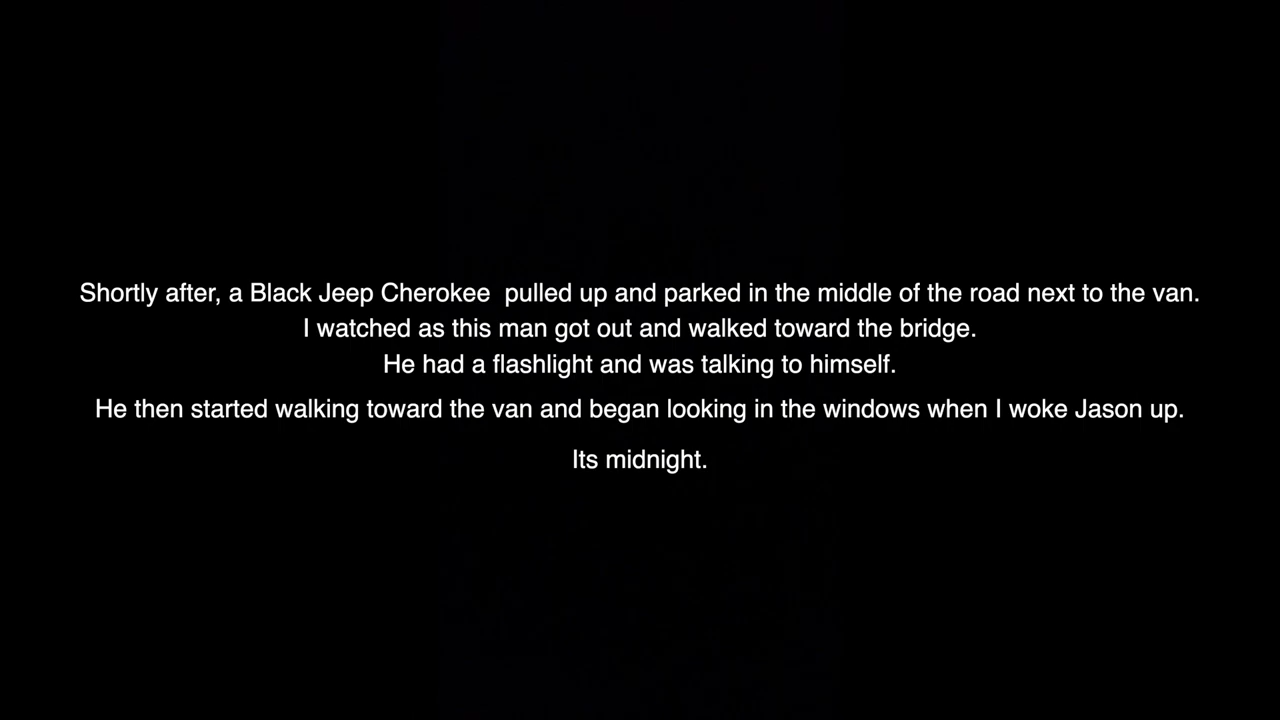 Shortly after, a Black Jeep Cherokee  pulled up and parked in the middle of the road next to the van.
I watched as this man got out and walked toward the bridge.
He had a flashlight and was talking to himself.
He then started walking toward the van and began looking in the windows when I woke Jason up.
Its midnight.